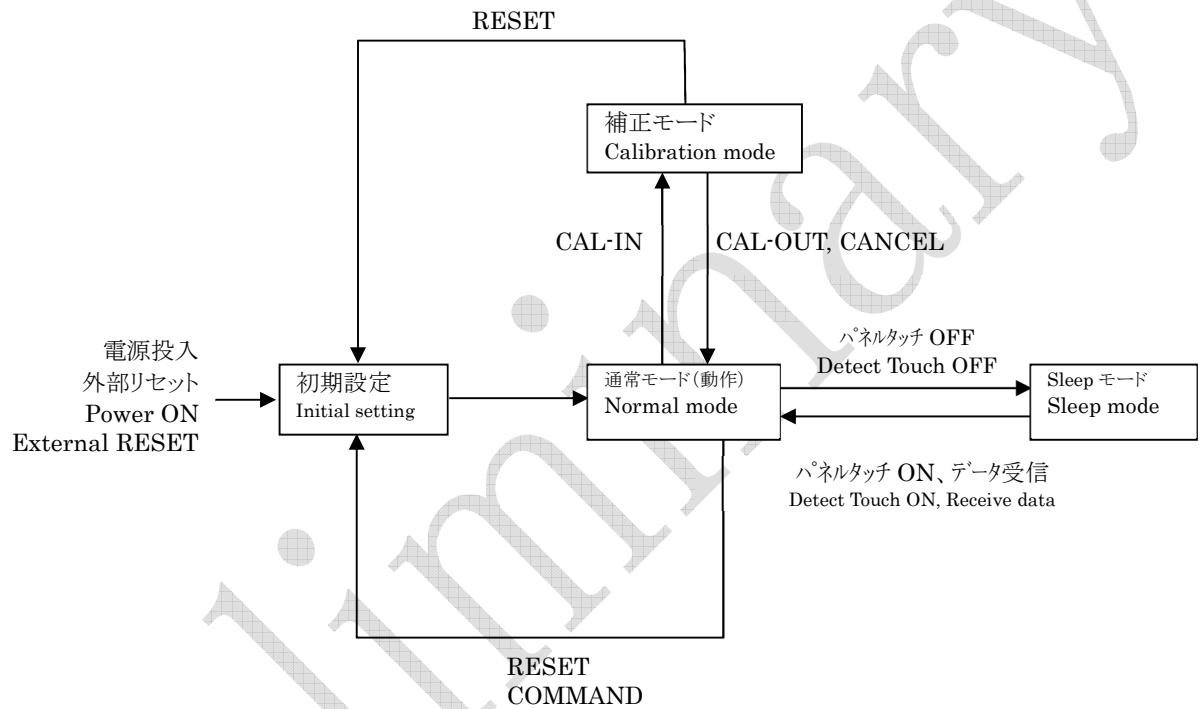 RESET
補正モード
Calibration mode
CAL-IN
CAL-OUT, CANCEL
電源投入
外部リセット
Power ON
External RESET
初期設定
Initial setting
通常モード(動作)
Normal mode
パネルタッチ OFF
Detect Touch OFF
Sleep モード
Sleep mode
パネルタッチ ON、データ受信
Detect Touch ON, Receive data
RESET
COMMAND
liminary